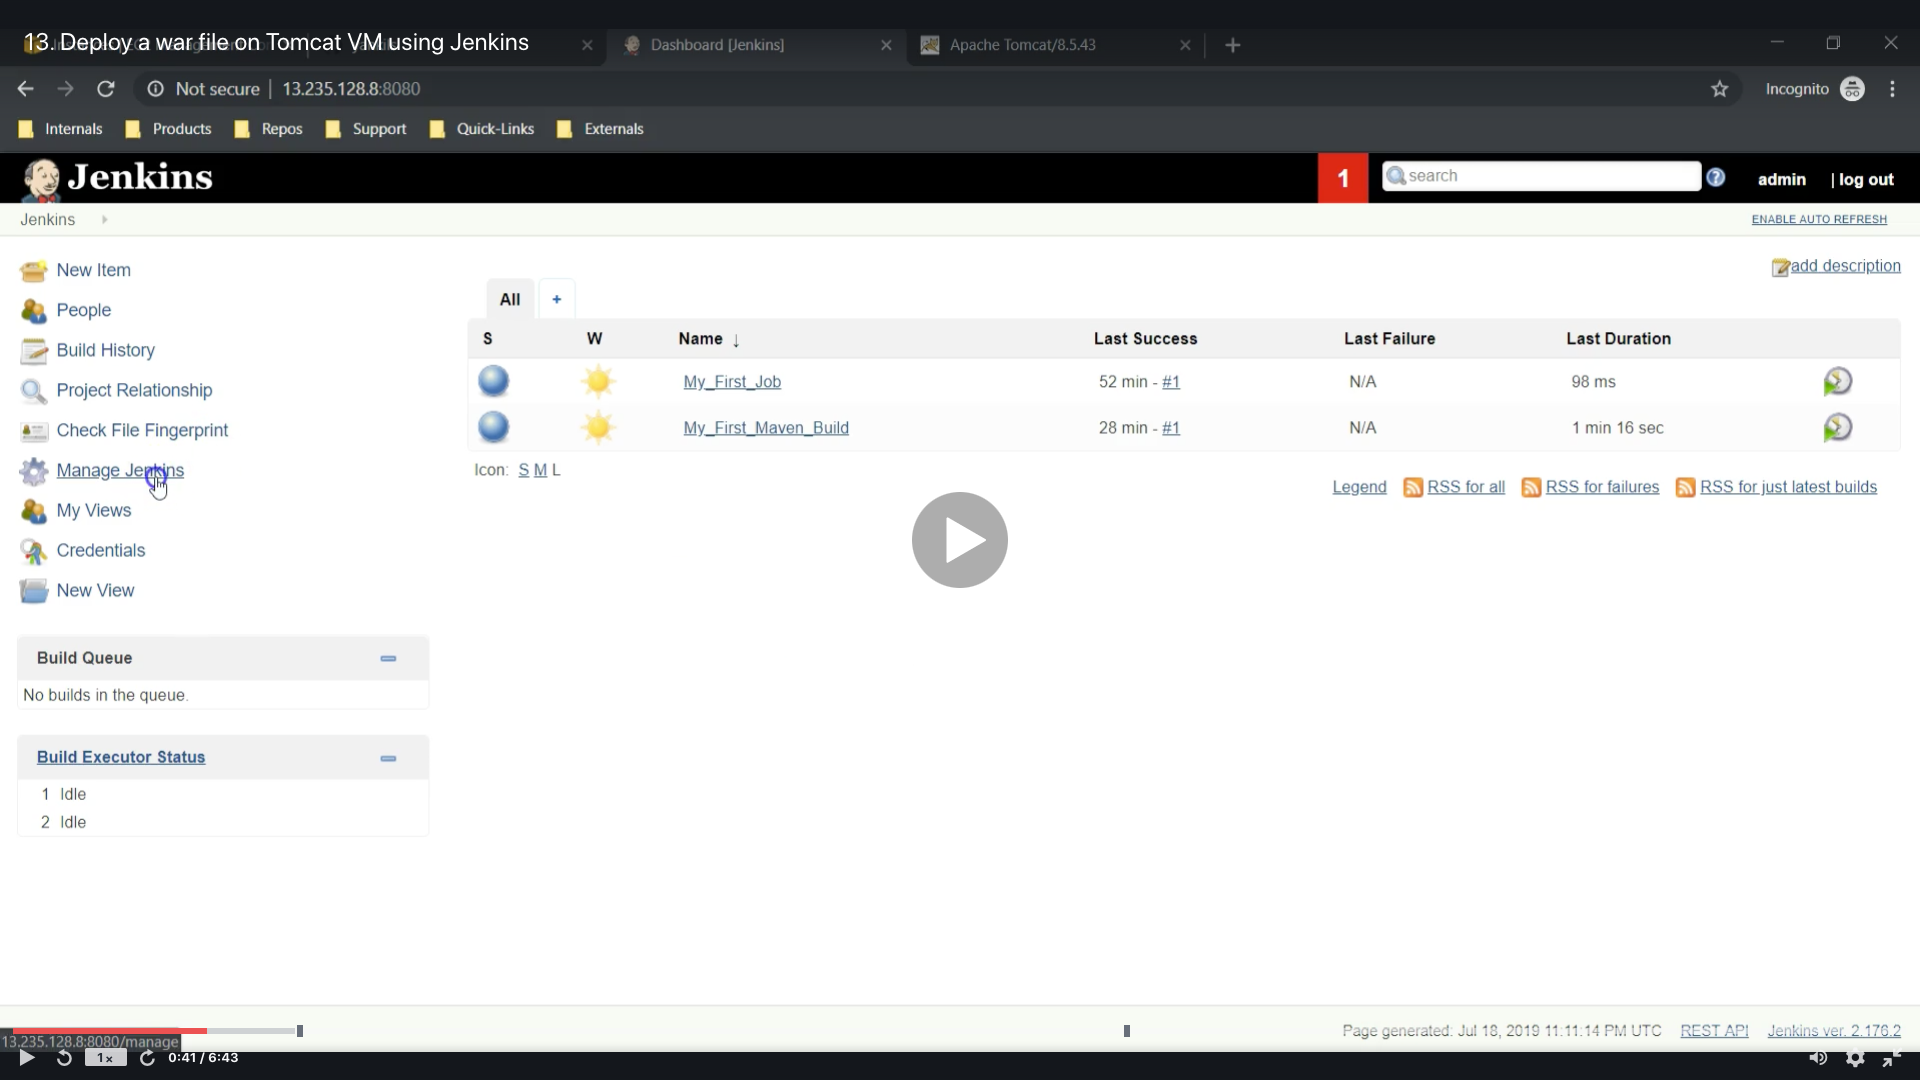 13. Deploy a war file on Tomcat VM using Jenkins
Dashboard [Jenkins]
Apache Tomcat/8.5.43
Not secure | 13.235.128.8:8080
Incognito
Internals Products Repos Support Quick-Links Externals
Jenkins
1
search
admin | log out
Jenkins
ENABLE AUTO REFRESH
New Item
People
Build History
Project Relationship
Check File Fingerprint
Manage Jenkins
My Views
Credentials
New View
Build Queue
No builds in the queue.
Build Executor Status
1 Idle
2 Idle
add description
All +
S W Name ↓ Last Success Last Failure Last Duration
My_First_Job 52 min - #1 N/A 98 ms
My_First_Maven_Build 28 min - #1 N/A 1 min 16 sec
Icon: S M L
Legend RSS for all RSS for failures RSS for just latest builds
Page generated: Jul 18, 2019 11:11:14 PM UTC REST API Jenkins ver. 2.176.2
13.235.128.8:8080/manage
1x 0:41 / 6:43